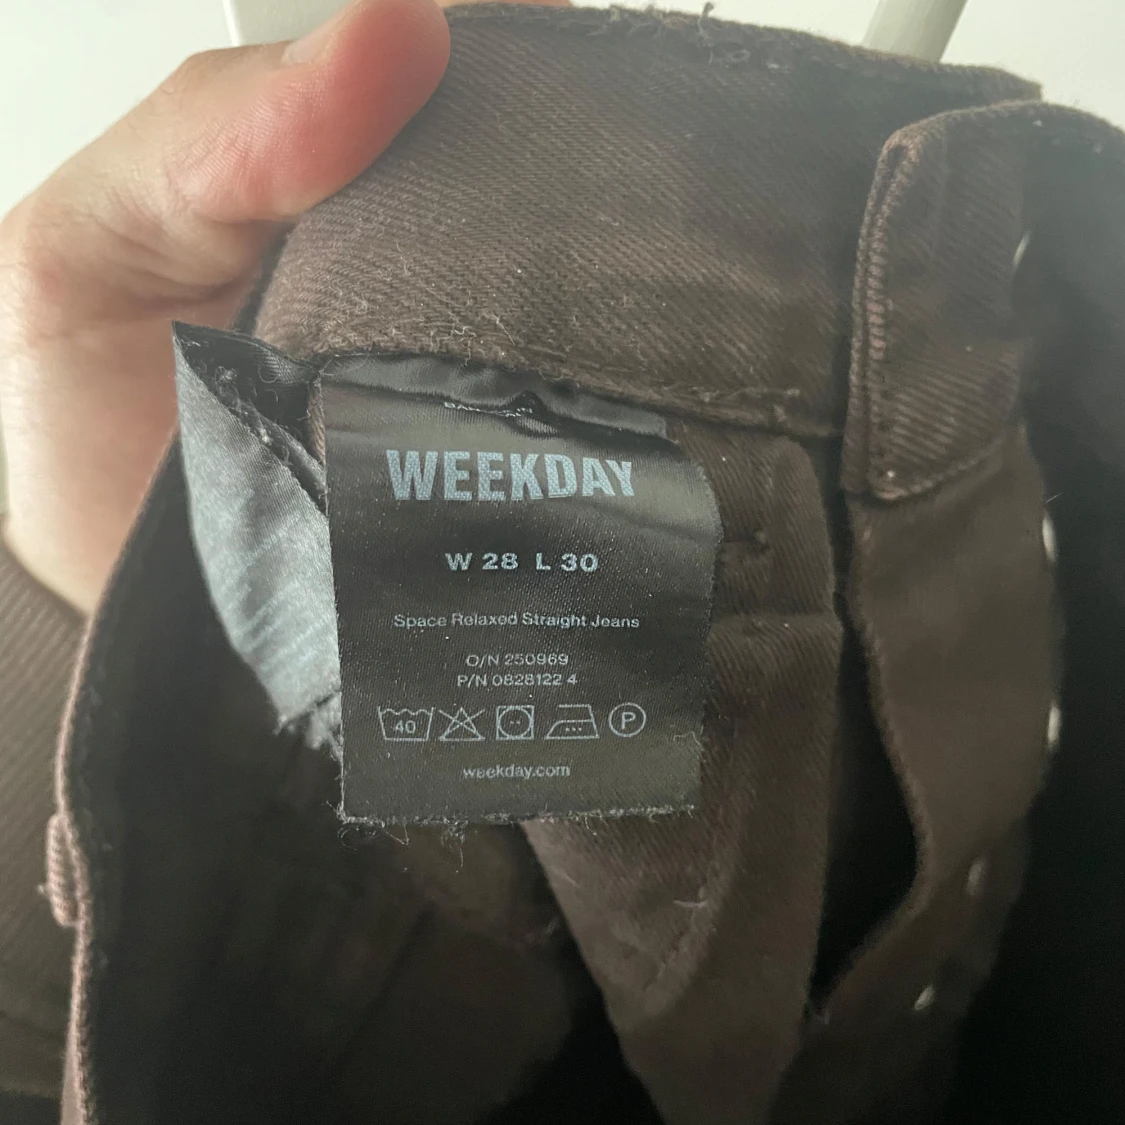 WEEKDAY
W 28 L 30
Space Relaxed Straight Jeans
O/N 250969
P/N 0828122 4
40
P
weekday.com